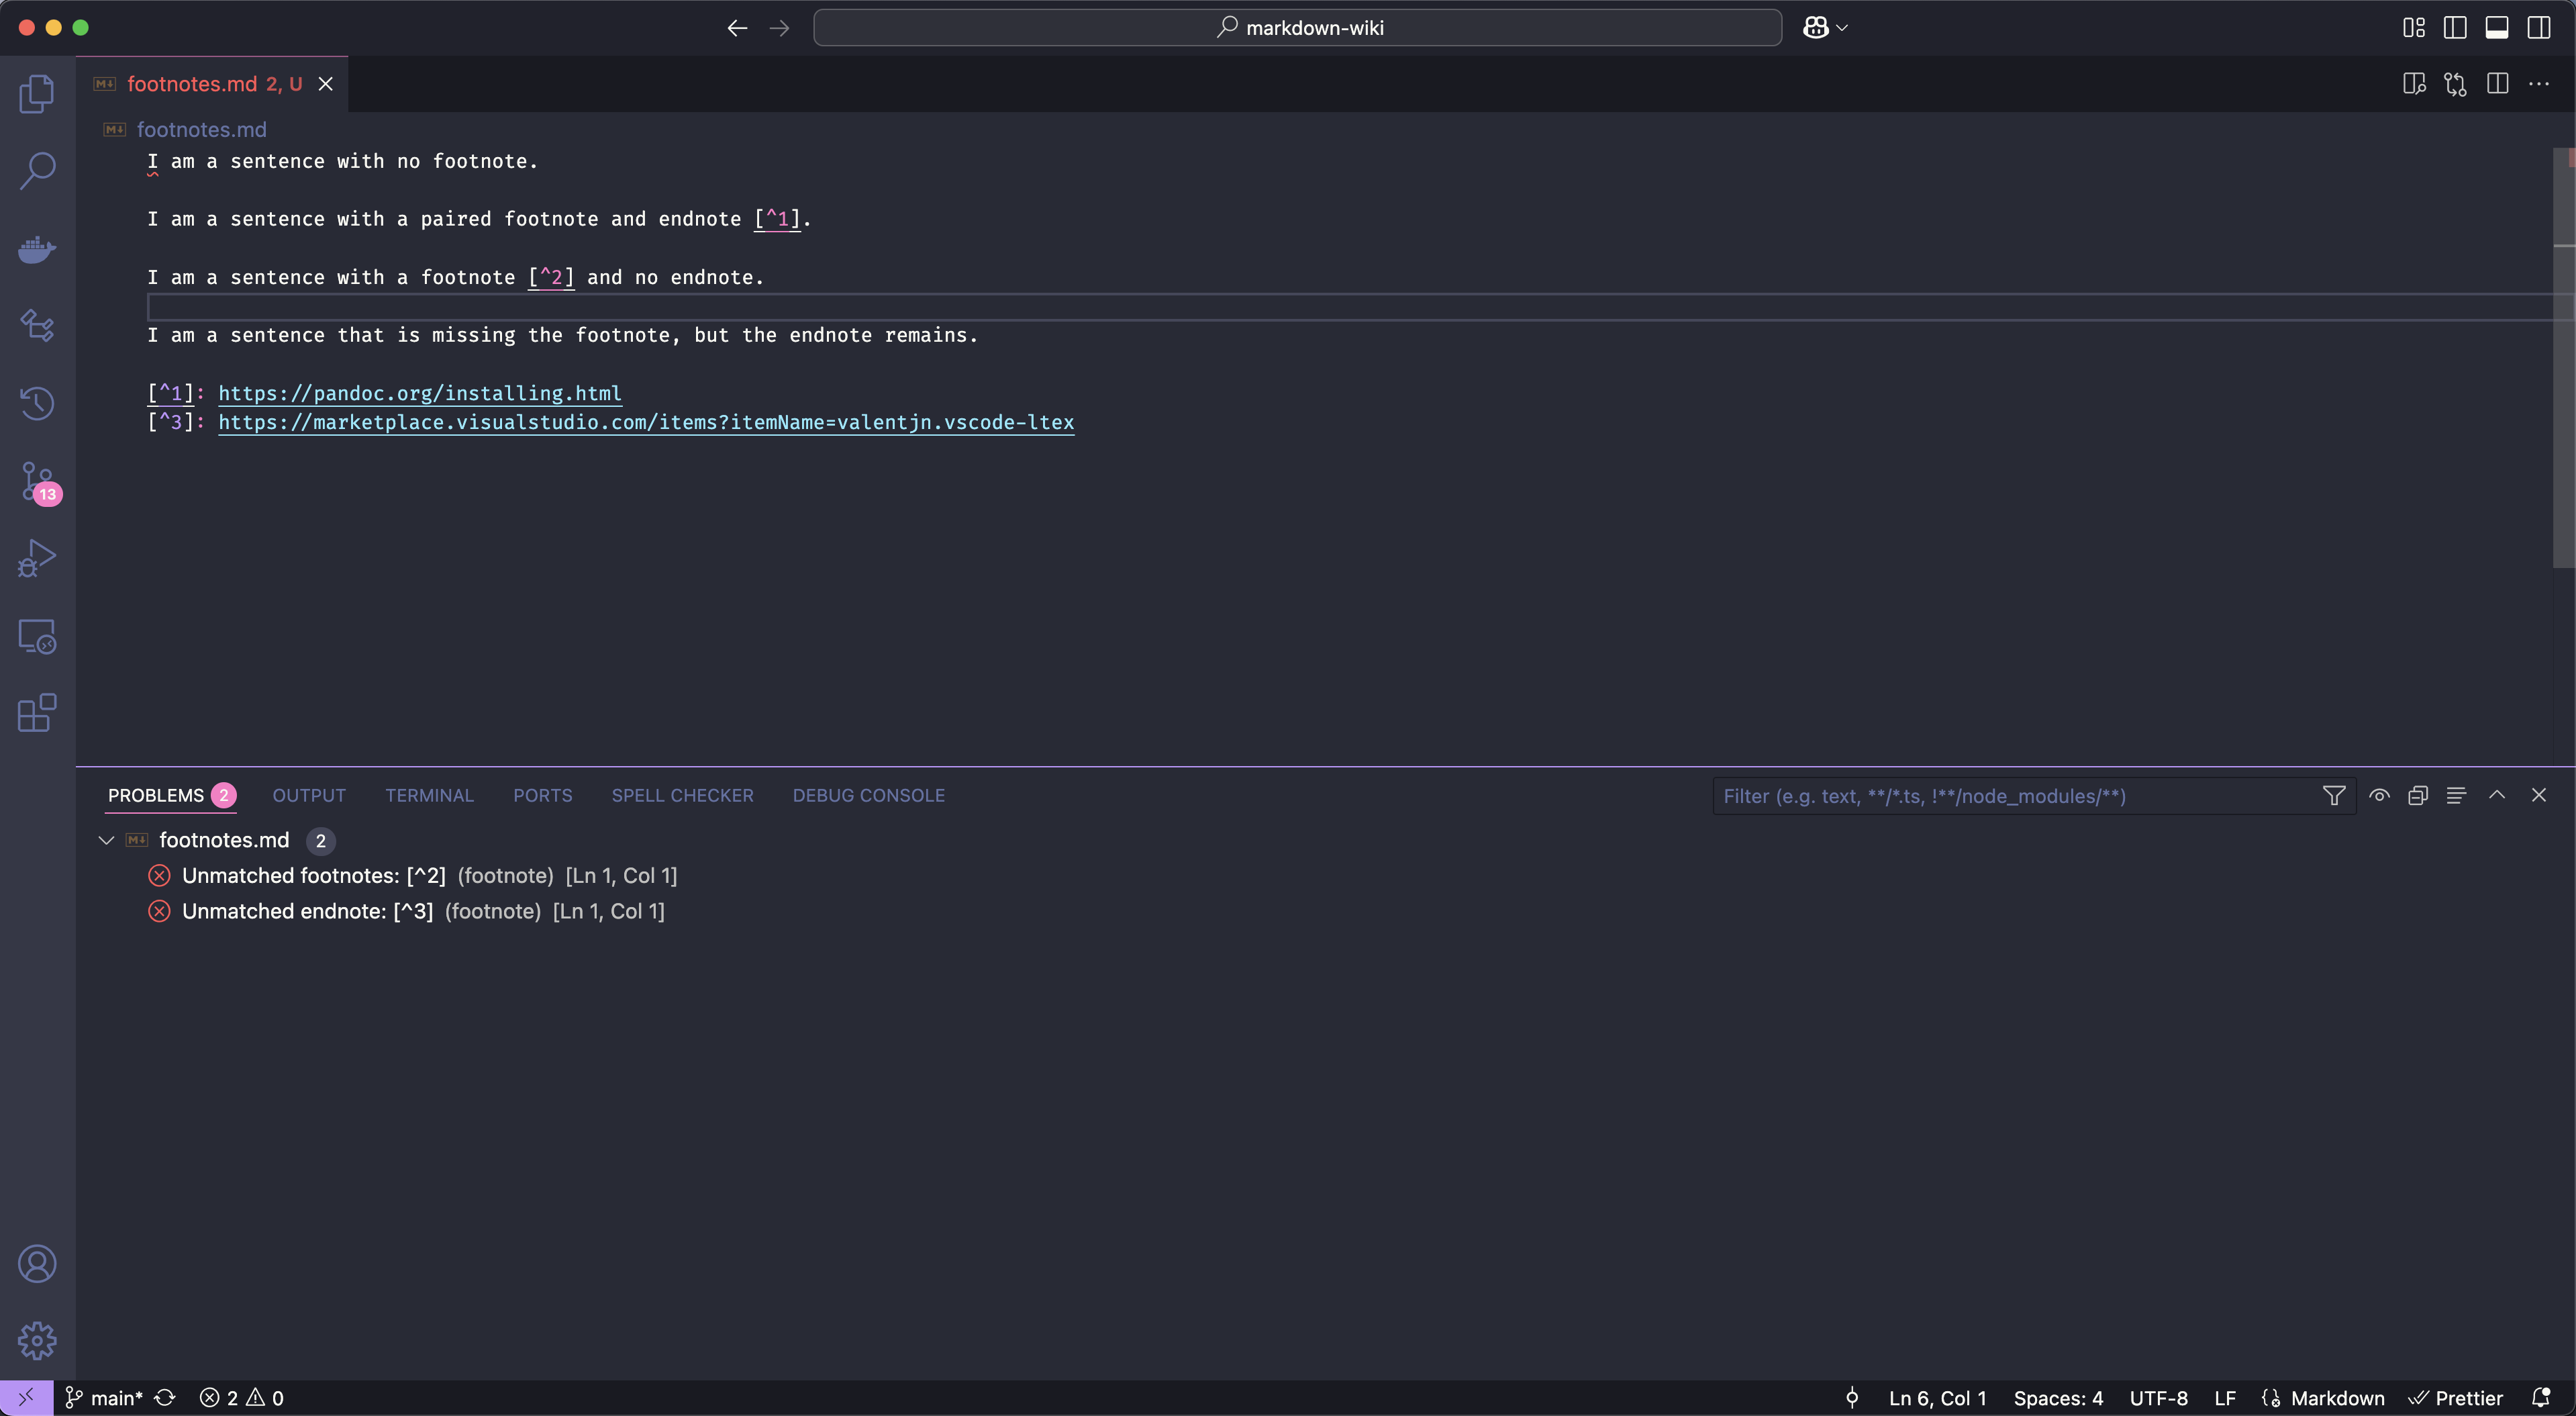 markdown-wiki
M↓ footnotes.md 2, U
M↓ footnotes.md
I am a sentence with no footnote.
I am a sentence with a paired footnote and endnote [^1].
I am a sentence with a footnote [^2] and no endnote.
I am a sentence that is missing the footnote, but the endnote remains.
[^1]: https://pandoc.org/installing.html
[^3]: https://marketplace.visualstudio.com/items?itemName=valentjn.vscode-ltex
13
PROBLEMS 2 OUTPUT TERMINAL PORTS SPELL CHECKER DEBUG CONSOLE Filter (e.g. text, **/*.ts, !**/node_modules/**)
M↓ footnotes.md 2
Unmatched footnotes: [^2] (footnote) [Ln 1, Col 1]
Unmatched endnote: [^3] (footnote) [Ln 1, Col 1]
main* 2 0 Ln 6, Col 1 Spaces: 4 UTF-8 LF Markdown Prettier